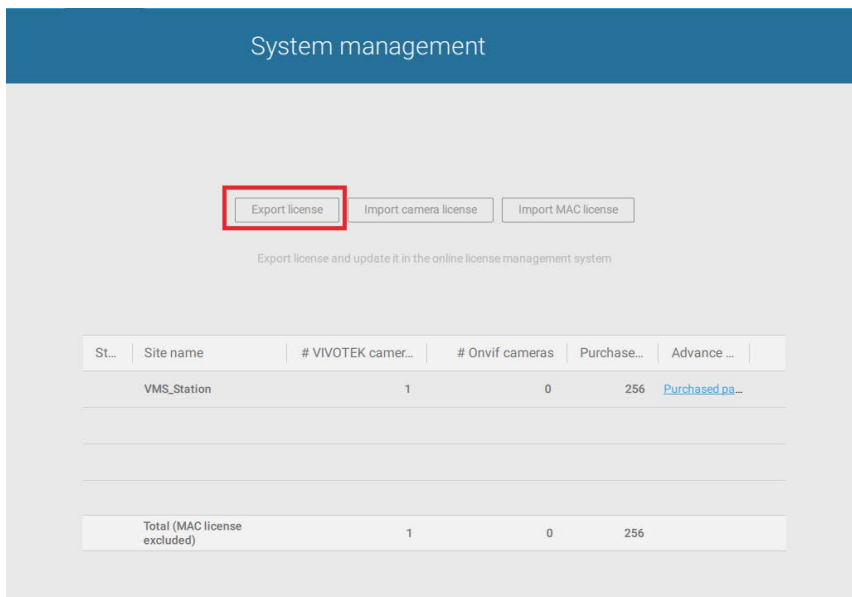 System management
Export license Import camera license Import MAC license
Export license and update it in the online license management system
St... Site name # VIVOTEK camer... # Onvif cameras Purchase... Advance ...
VMS_Station 1 0 256 Purchased pa...
Total (MAC license
excluded) 1 0 256